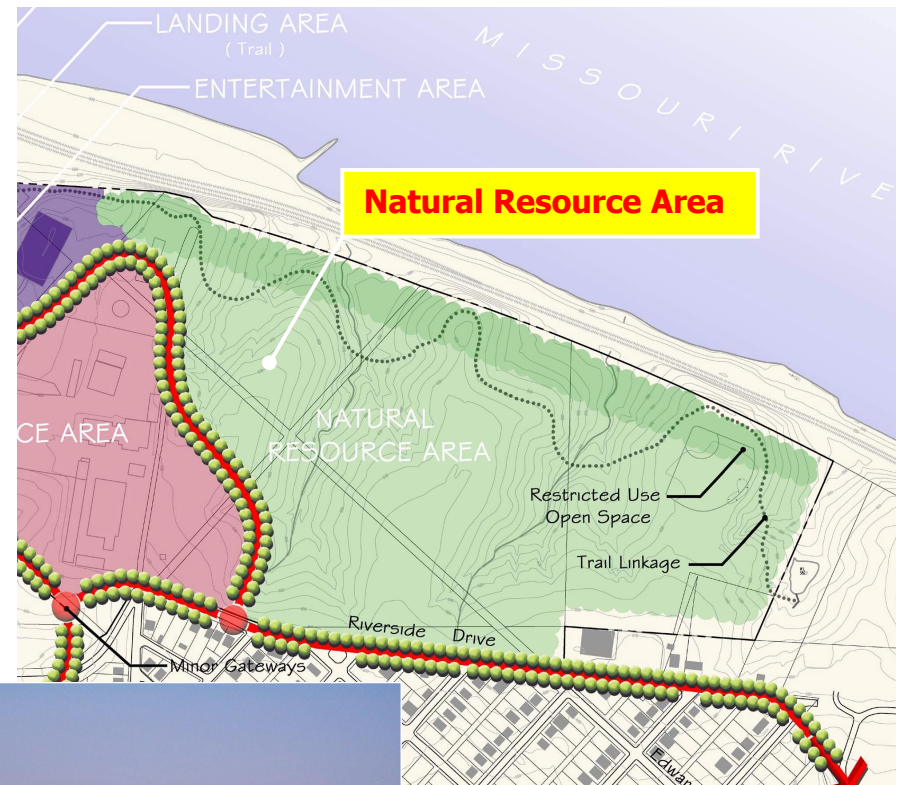 LANDING AREA
( Trail )
ENTERTAINMENT AREA
MISSOURI RIVE
Natural Resource Area
NATURAL
RESOURCE AREA
CE AREA
Restricted Use
Open Space
Trail Linkage
Riverside Drive
Minor Gateways
Edwar